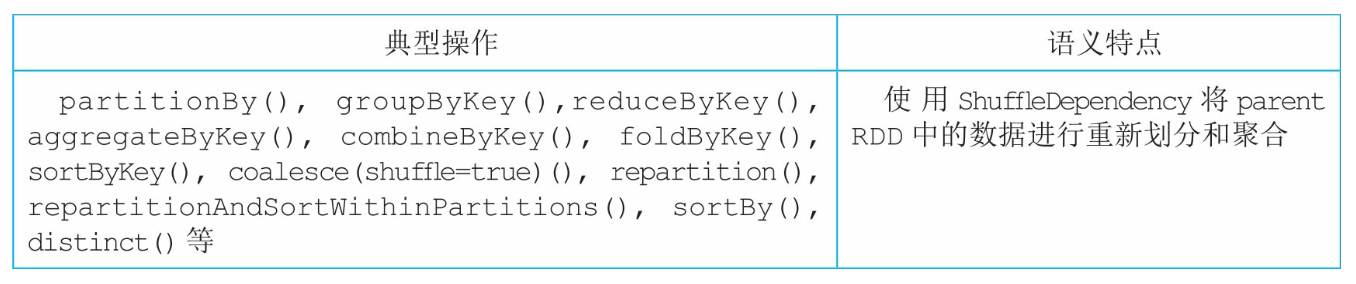 典型操作
语义特点
partitionBy(), groupByKey(),reduceByKey(),
aggregateByKey(), combineByKey(), foldByKey(),
sortByKey(), coalesce(shuffle=true)(), repartition(),
repartitionAndSortWithinPartitions(), sortBy(),
distinct() 等
使用 ShuffleDependency 将 parent
RDD 中的数据进行重新划分和聚合